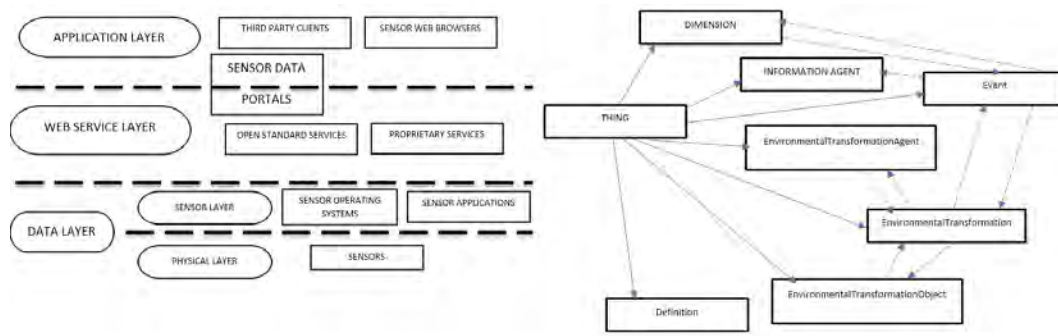 APPLICATION LAYER
THIRD PARTY CLIENTS
SENSOR WEB BROWSERS
SENSOR DATA
PORTALS
WEB SERVICE LAYER
OPEN STANDARD SERVICES
PROPRIETARY SERVICES
DATA LAYER
SENSOR LAYER
SENSOR OPERATING
SYSTEMS
SENSOR APPLICATIONS
PHYSICAL LAYER
SENSORS
DIMENSION
INFORMATION AGENT
Event
THING
EnvironmentalTransformationAgent
EnvironmentalTransformation
EnvironmentalTransformationObject
Definition